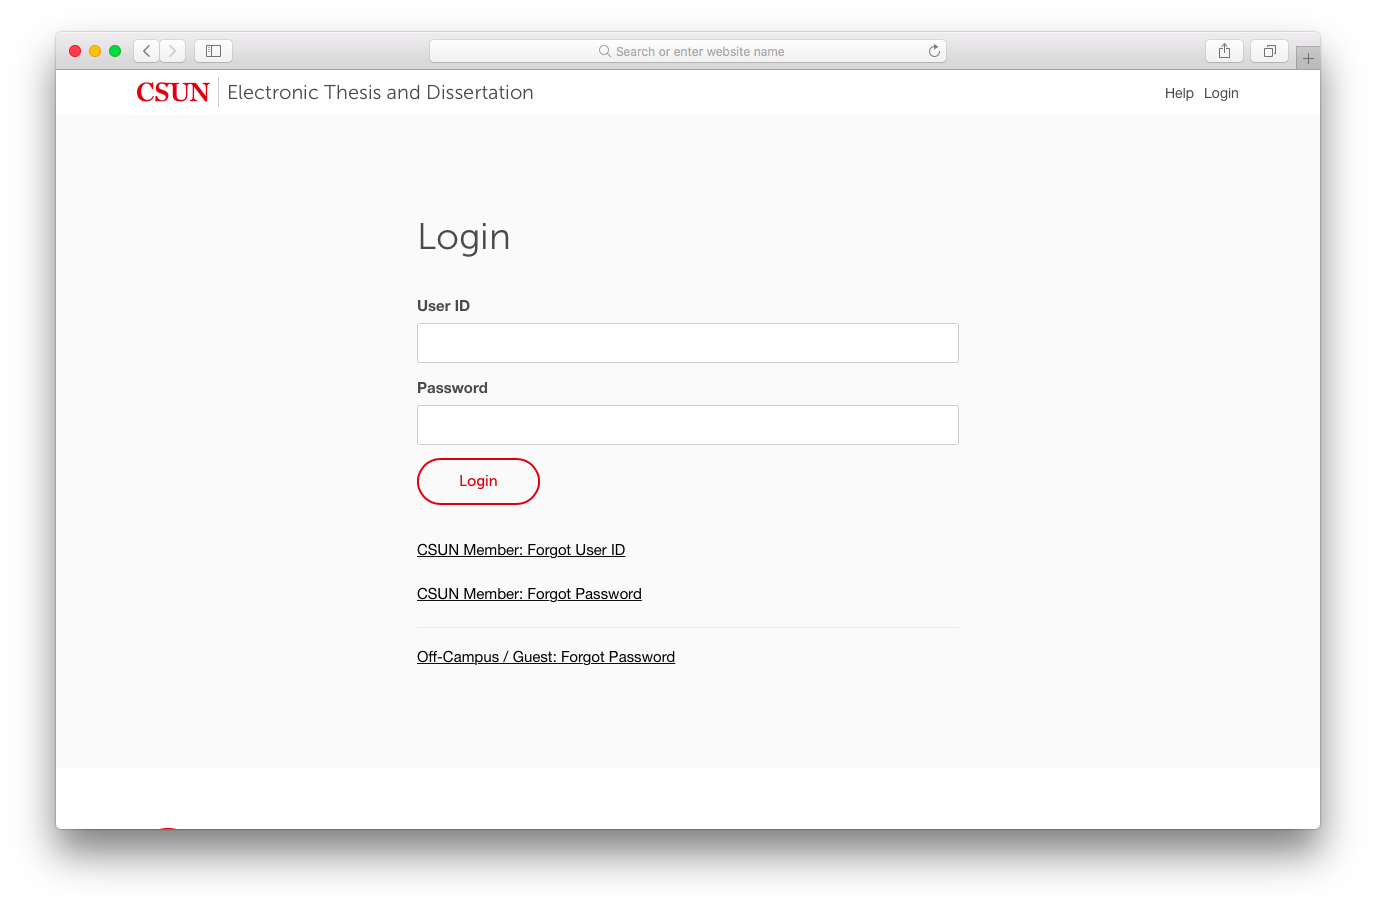 Search or enter website name
CSUN Electronic Thesis and Dissertation
Help Login
Login
User ID
Password
Login
CSUN Member: Forgot User ID
CSUN Member: Forgot Password
Off-Campus / Guest: Forgot Password